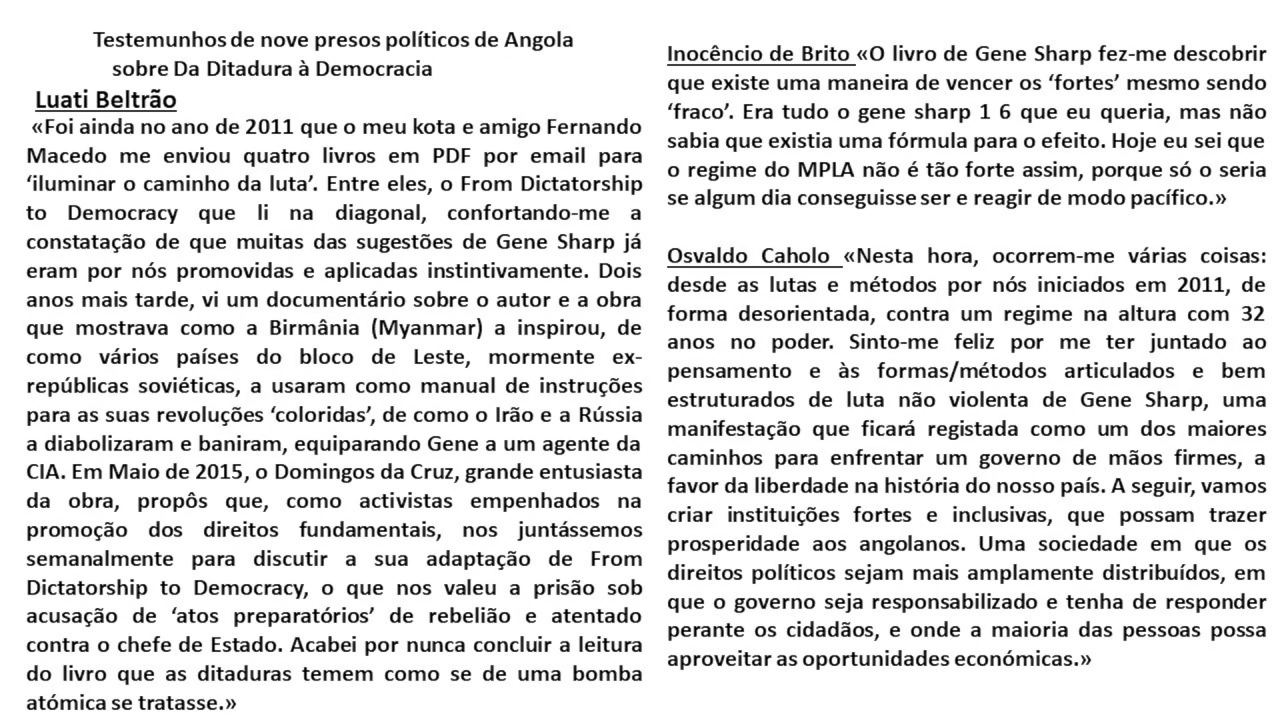 Testemunhos de nove presos políticos de Angola
sobre Da Ditadura à Democracia
Luati Beltrão
«Foi ainda no ano de 2011 que o meu kota e amigo Fernando
Macedo me enviou quatro livros em PDF por email para
‘iluminar o caminho da luta’. Entre eles, o From Dictatorship
to Democracy que li na diagonal, confortando-me a
constatação de que muitas das sugestões de Gene Sharp já
eram por nós promovidas e aplicadas instintivamente. Dois
anos mais tarde, vi um documentário sobre o autor e a obra
que mostrava como a Birmânia (Myanmar) a inspirou, de
como vários países do bloco de Leste, mormente ex-
repúblicas soviéticas, a usaram como manual de instruções
para as suas revoluções ‘coloridas’, de como o Irão e a Rússia
a diabolizaram e baniram, equiparando Gene a um agente da
CIA. Em Maio de 2015, o Domingos da Cruz, grande entusiasta
da obra, propôs que, como activistas empenhados na
promoção dos direitos fundamentais, nos juntássemos
semanalmente para discutir a sua adaptação de From
Dictatorship to Democracy, o que nos valeu a prisão sob
acusação de ‘atos preparatórios’ de rebelião e atentado
contra o chefe de Estado. Acabei por nunca concluir a leitura
do livro que as ditaduras temem como se de uma bomba
atómica se tratasse.»
Inocêncio de Brito «O livro de Gene Sharp fez-me descobrir
que existe uma maneira de vencer os ‘fortes’ mesmo sendo
‘fraco’. Era tudo o gene sharp 1 6 que eu queria, mas não
sabia que existia uma fórmula para o efeito. Hoje eu sei que
o regime do MPLA não é tão forte assim, porque só o seria
se algum dia conseguisse ser e reagir de modo pacífico.»
Osvaldo Caholo «Nesta hora, ocorrem-me várias coisas:
desde as lutas e métodos por nós iniciados em 2011, de
forma desorientada, contra um regime na altura com 32
anos no poder. Sinto-me feliz por me ter juntado ao
pensamento e às formas/métodos articulados e bem
estruturados de luta não violenta de Gene Sharp, uma
manifestação que ficará registada como um dos maiores
caminhos para enfrentar um governo de mãos firmes, a
favor da liberdade na história do nosso país. A seguir, vamos
criar instituições fortes e inclusivas, que possam trazer
prosperidade aos angolanos. Uma sociedade em que os
direitos políticos sejam mais amplamente distribuídos, em
que o governo seja responsabilizado e tenha de responder
perante os cidadãos, e onde a maioria das pessoas possa
aproveitar as oportunidades económicas.»